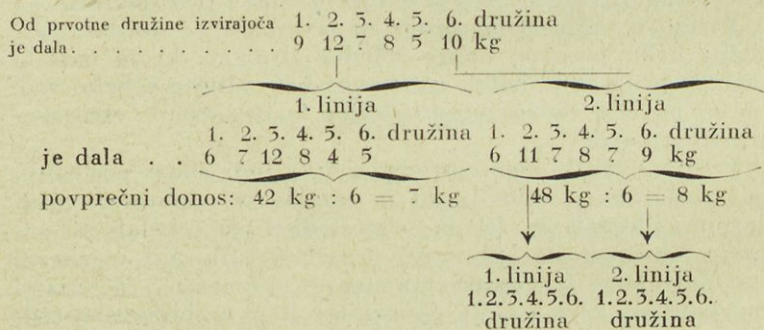 Od prvotne družine izvirajoča 1. 2. 3. 4. 5. 6. družina
je dala . . . . . . . . . . 9 12 7 8 5 10 kg
1. linija 2. linija
1. 2. 3. 4. 5. 6. družina 1. 2. 3. 4. 5. 6. družina
je dala . . 6 7 12 8 4 5 6 11 7 8 7 9 kg
povprečni donos: 42 kg : 6 = 7 kg 48 kg : 6 = 8 kg
1. linija 2. linija
1.2.3.4.5.6. 1.2.3.4.5.6.
družina družina